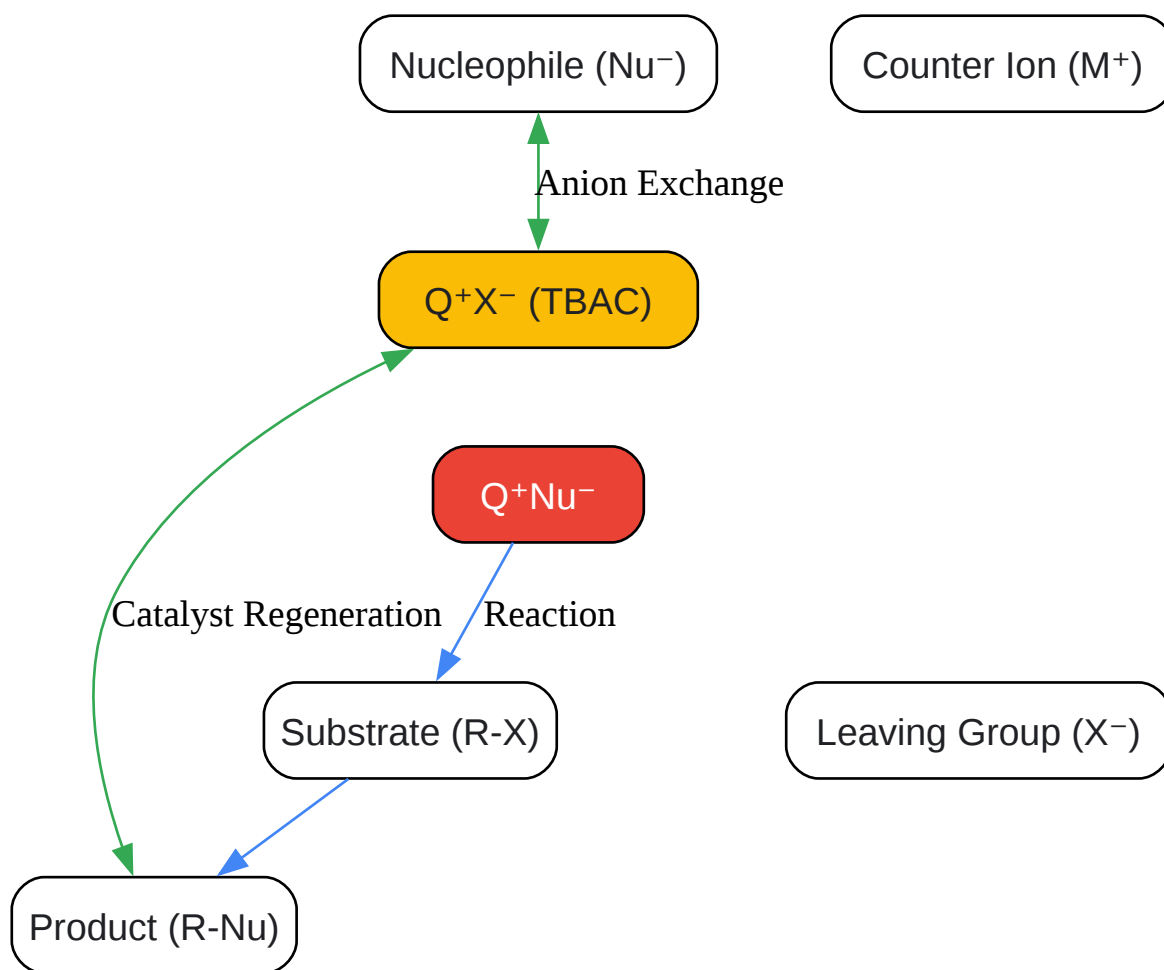 Nucleophile (Nu⁻)
Counter Ion (M⁺)
Anion Exchange
Q⁺X⁻ (TBAC)
Q⁺Nu⁻
Catalyst Regeneration
Reaction
Substrate (R-X)
Leaving Group (X⁻)
Product (R-Nu)